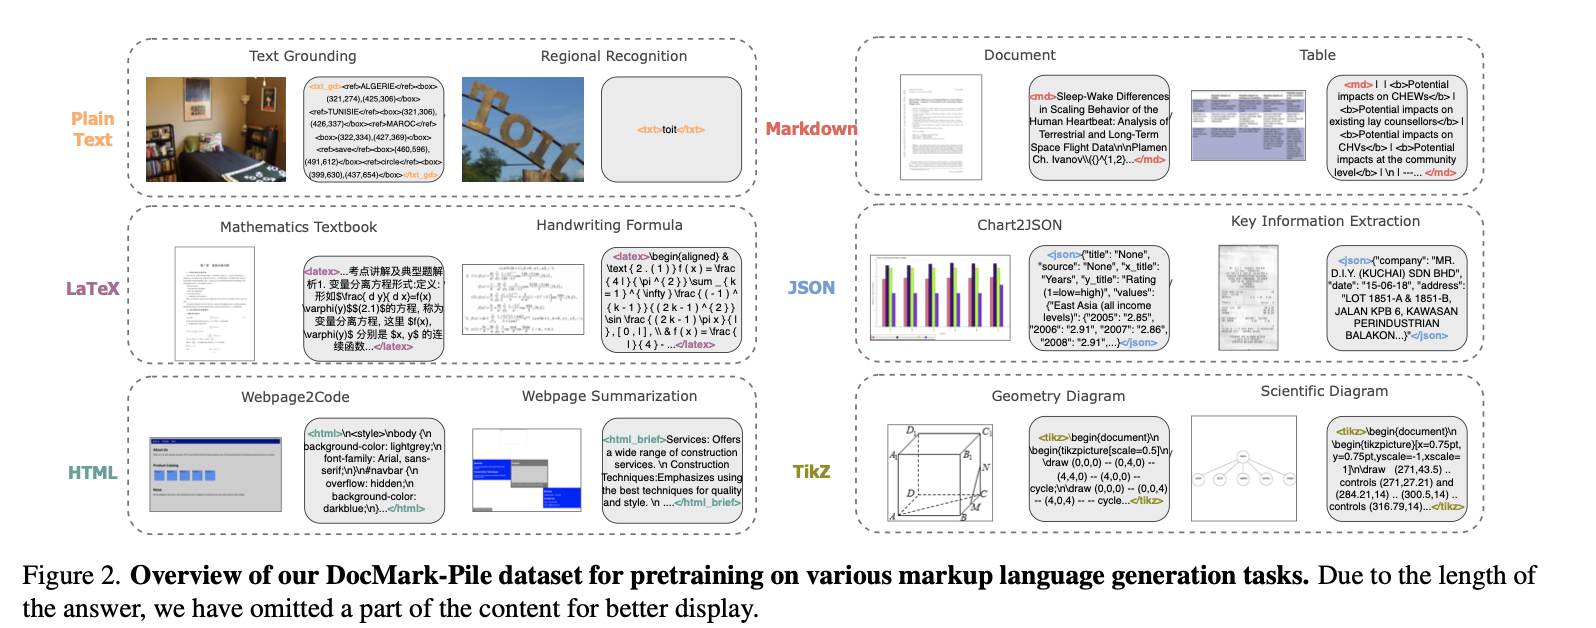 Text Grounding
Regional Recognition
Plain
Text
<txt_gd><ref>ALGERIE</ref><box>
(321,274),(425,306)</box>
<ref>TUNISIE</ref><box>(321,306),
(426,337)</box><ref>MAROC</ref>
<box>(322,334),(427,369)</box>
<ref>save</ref><box>(460,596),
(491,612)</box><ref>circle</ref><box>
(399,630),(437,654)</box></txt_gd>
Toit
<txt>toit</txt>
Document
Table
Markdown
<md>Sleep-Wake Differences
in Scaling Behavior of the
Human Heartbeat: Analysis of
Terrestrial and Long-Term
Space Flight Data\n\nPlamen
Ch. Ivanov\\({}^{1,2}...</md>
<md> | | <b>Potential
impacts on CHEWs</b> |
<b>Potential impacts on
existing lay counsellors</b> |
<b>Potential impacts on
CHVs</b> | <b>Potential
impacts at the community
level</b> | \n | ---... </md>
Mathematics Textbook
Handwriting Formula
LaTeX
<latex>...考点讲解及典型题解
析1. 变量分离方程形式:定义:
形如$\frac{ d y}{ d x}=f(x)
\varphi(y)$$(2.1)$的方程, 称为
变量分离方程, 这里 $f(x),
\varphi(y)$ 分别是 $x, y$ 的连
续函数...</latex>
<latex>\begin{aligned} &
\text { 2 . ( 1 ) } f ( x ) = \frac
{ 4 l } { \pi ^ { 2 } } \sum _ { k
= 1 } ^ { \infty } \frac { ( - 1 ) ^
{ k - 1 } } { ( 2 k - 1 ) ^ { 2 } }
\sin \frac { ( 2 k - 1 ) \pi x } { l
} , [ 0 , l ] , \\ & f ( x ) = \frac {
l } { 4 } - ...</latex>
Chart2JSON
Key Information Extraction
JSON
<json>{"title": "None",
"source": "None", "x_title":
"Years", "y_title": "Rating
(1=low=high)", "values":
{"East Asia (all income
levels)": {"2005": "2.85",
"2006": "2.91", "2007": "2.86",
"2008": "2.91",...}</json>
<json>{"company": "MR.
D.I.Y. (KUCHAI) SDN BHD",
"date": "15-06-18", "address":
"LOT 1851-A & 1851-B,
JALAN KPB 6, KAWASAN
PERINDUSTRIAN
BALAKON...}"</json>
Webpage2Code
Webpage Summarization
HTML
<html>\n<style>\nbody {\n
background-color: lightgrey;\n
font-family: Arial, sans-
serif;\n}\n#navbar {\n
overflow: hidden;\n
background-color:
darkblue;\n}...</html>
<html_brief>Services: Offers
a wide range of construction
services. \n Construction
Techniques:Emphasizes using
the best techniques for quality
and style. \n ....</html_brief>
Geometry Diagram
Scientific Diagram
TikZ
D₁
C₁
A₁
B₁
N
D
C
M
A
B
<tikz>\begin{document}\n
\begin{tikzpicture}[scale=0.5]\n
\draw (0,0,0) -- (0,4,0) --
(4,4,0) -- (4,0,0) --
cycle;\n\draw (0,0,0) -- (0,0,4)
-- (4,0,4) -- -- cycle...</tikz>
<tikz>\begin{document}\n
\begin{tikzpicture}[x=0.75pt,
y=0.75pt,yscale=-1,xscale=
1]\n\draw (271,43.5) ..
controls (271,27.21) and
(284.21,14) .. (300.5,14) ..
controls (316.79,14)...</tikz>
Figure 2. Overview of our DocMark-Pile dataset for pretraining on various markup language generation tasks. Due to the length of
the answer, we have omitted a part of the content for better display.